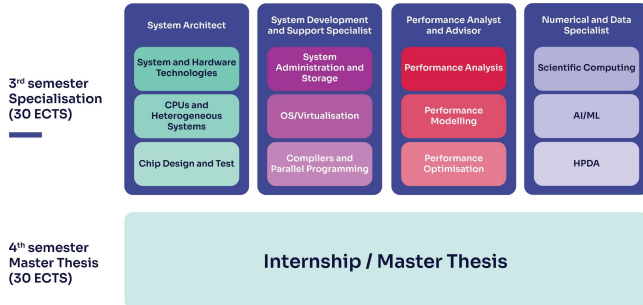 System Architect
System Development
and Support Specialist
Performance Analyst
and Advisor
Numerical and Data
Specialist
3rd semester
Specialisation
(30 ECTS)
System and Hardware
Technologies
CPUs and
Heterogeneous
Systems
Chip Design and Test
System
Administration and
Storage
OS/Virtualisation
Compilers and
Parallel Programming
Performance Analysis
Performance
Modelling
Performance
Optimisation
Scientific Computing
AI/ML
HPDA
4th semester
Master Thesis
(30 ECTS)
Internship / Master Thesis